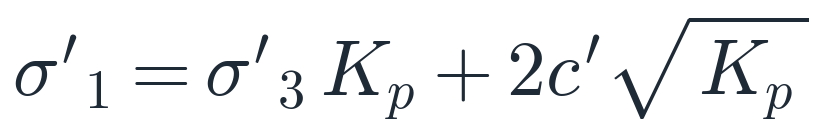 σ′₁ = σ′₃ Kₚ + 2c′ √Kₚ